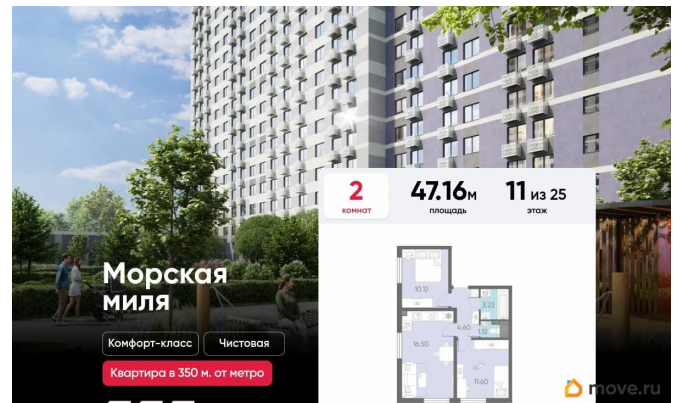 2
комнат
47.16м
площадь
11 из 25
этаж
Морская
миля
Комфорт-класс
Чистовая
Квартира в 350 м. от метро
10.12
3.22
4.60
1.12
16.50
11.60
move.ru